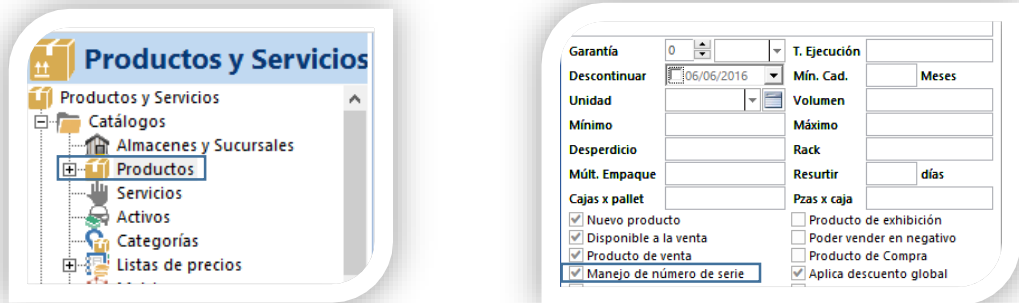 Productos y Servicios
Productos y Servicios
Catálogos
Almacenes y Sucursales
Productos
Servicios
Activos
Categorías
Listas de precios
Garantía 0 T. Ejecución
Descontinuar 06/06/2016 Mín. Cad. Meses
Unidad Volumen
Mínimo Máximo
Desperdicio Rack
Múlt. Empaque Resurtir días
Cajas x pallet Pzas x caja
Nuevo producto Producto de exhibición
Disponible a la venta Poder vender en negativo
Producto de venta Producto de Compra
Manejo de número de serie Aplica descuento global